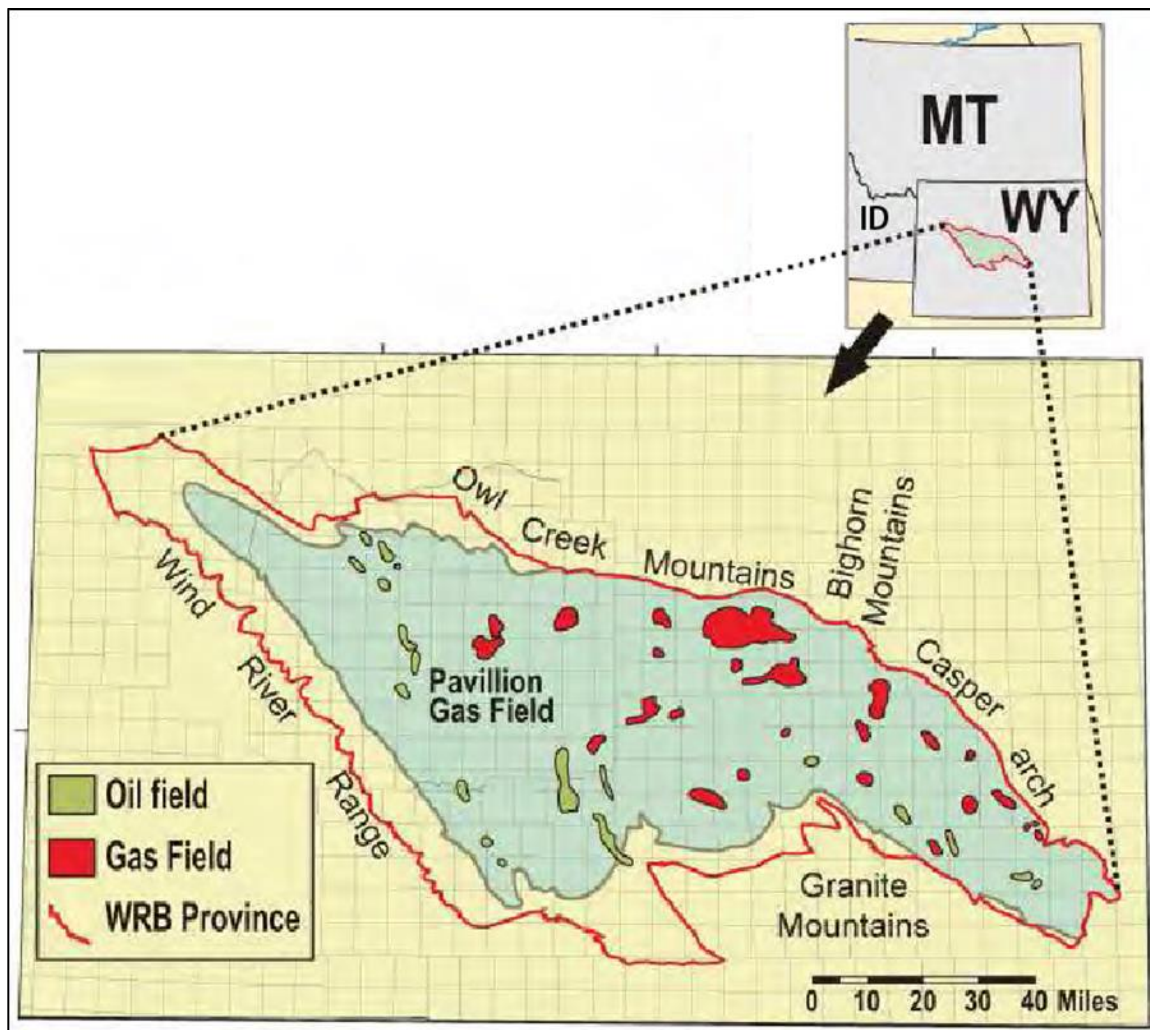 MT
ID
WY
Owl
Creek
Mountains
Bighorn
Mountains
Casper
arch
Wind
River
Range
Pavillion
Gas Field
Granite
Mountains
Oil field
Gas Field
WRB Province
0 10 20 30 40 Miles